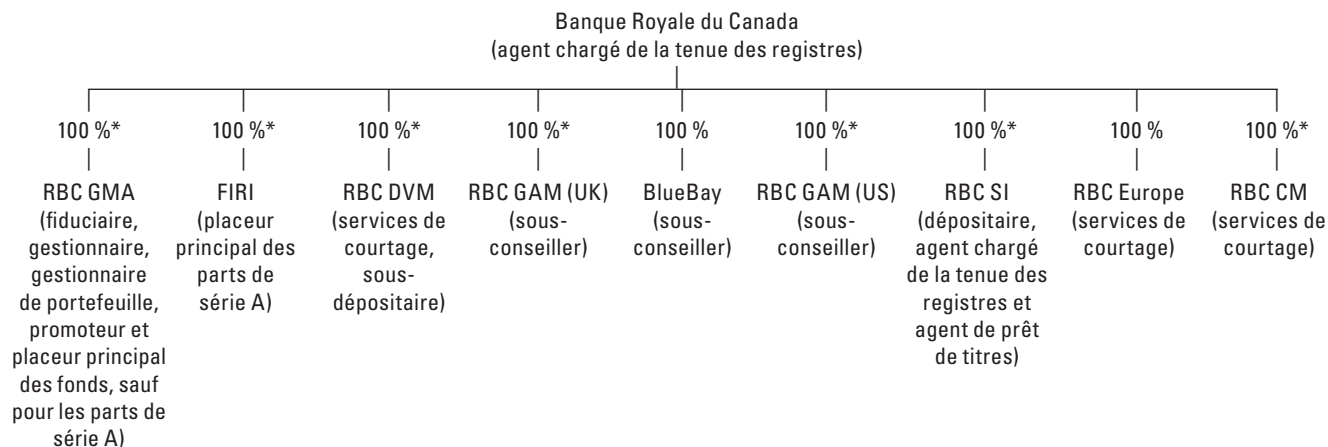 Banque Royale du Canada
(agent chargé de la tenue des registres)
100 %*
100 %*
100 %*
100 %*
100 %
100 %*
100 %*
100 %
100 %*
RBC GMA
(fiduciaire,
gestionnaire,
gestionnaire
de portefeuille,
promoteur et
placeur principal
des fonds, sauf
pour les parts de
série A)
FIRI
(placeur
principal des
parts de
série A)
RBC DVM
(services de
courtage,
sous-
dépositaire)
RBC GAM (UK)
(sous-
conseiller)
BlueBay
(sous-
conseiller)
RBC GAM (US)
(sous-
conseiller)
RBC SI
(dépositaire,
agent chargé
de la tenue des
registres et
agent de prêt
de titres)
RBC Europe
(services de
courtage)
RBC CM
(services de
courtage)